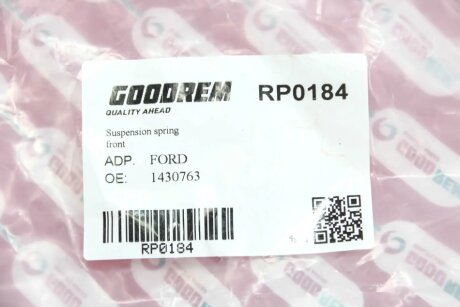 GOODREM
QUALITY AHEAD
RP0184
Suspension spring
front
ADP. FORD
OE: 1430763
RP0184